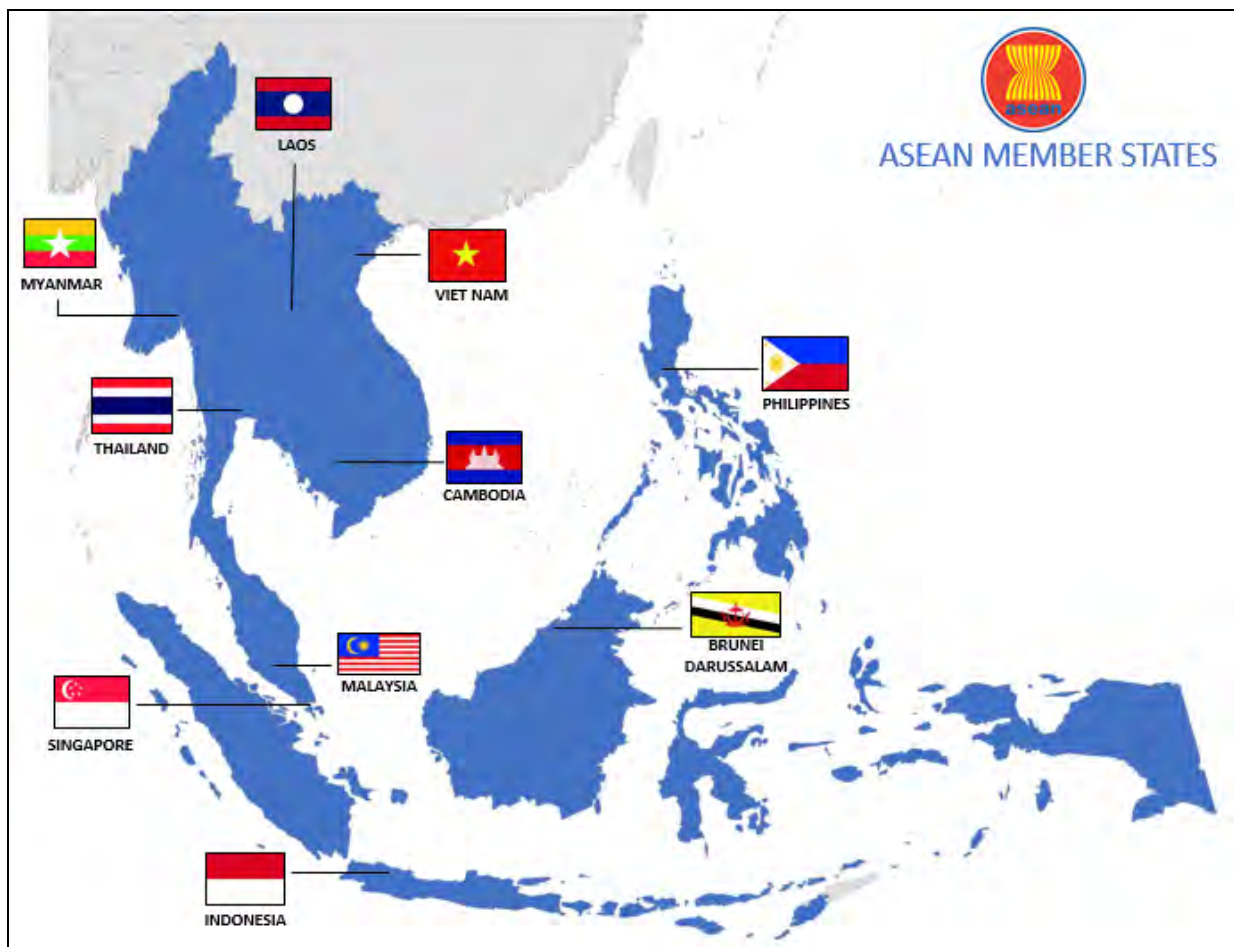 asean
ASEAN MEMBER STATES
LAOS
MYANMAR
VIET NAM
PHILIPPINES
THAILAND
CAMBODIA
BRUNEI
DARUSSALAM
MALAYSIA
SINGAPORE
INDONESIA